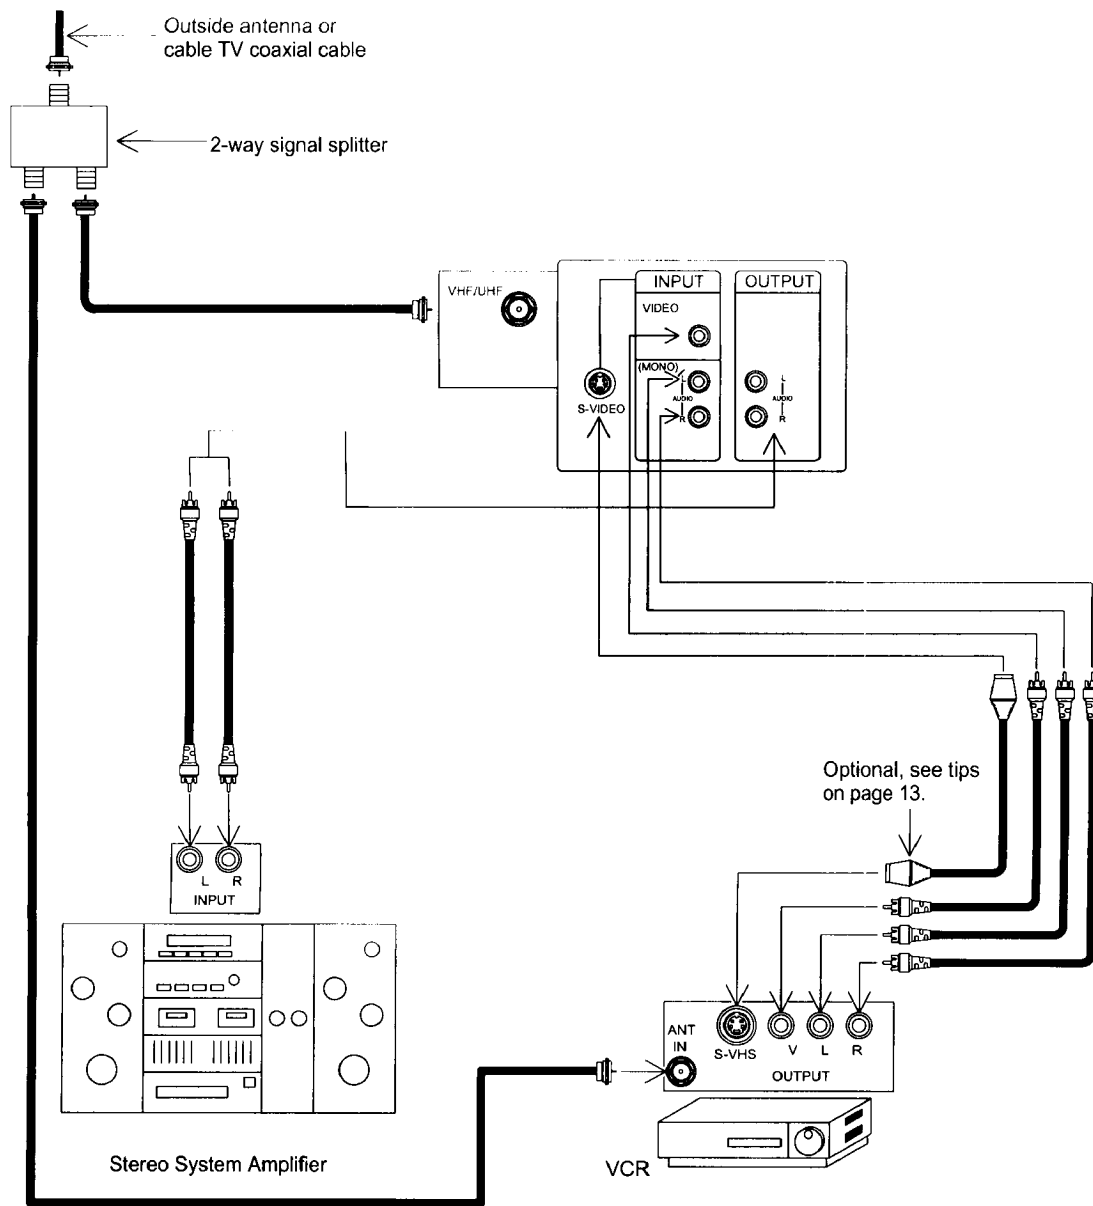 Outside antenna or
cable TV coaxial cable
2-way signal splitter
VHF/UHF
INPUT
OUTPUT
VIDEO
(MONO)
L
AUDIO
R
S-VIDEO
L
AUDIO
R
Optional, see tips
on page 13.
L R
INPUT
ANT
IN
S-VHS
V
L
R
OUTPUT
Stereo System Amplifier
VCR